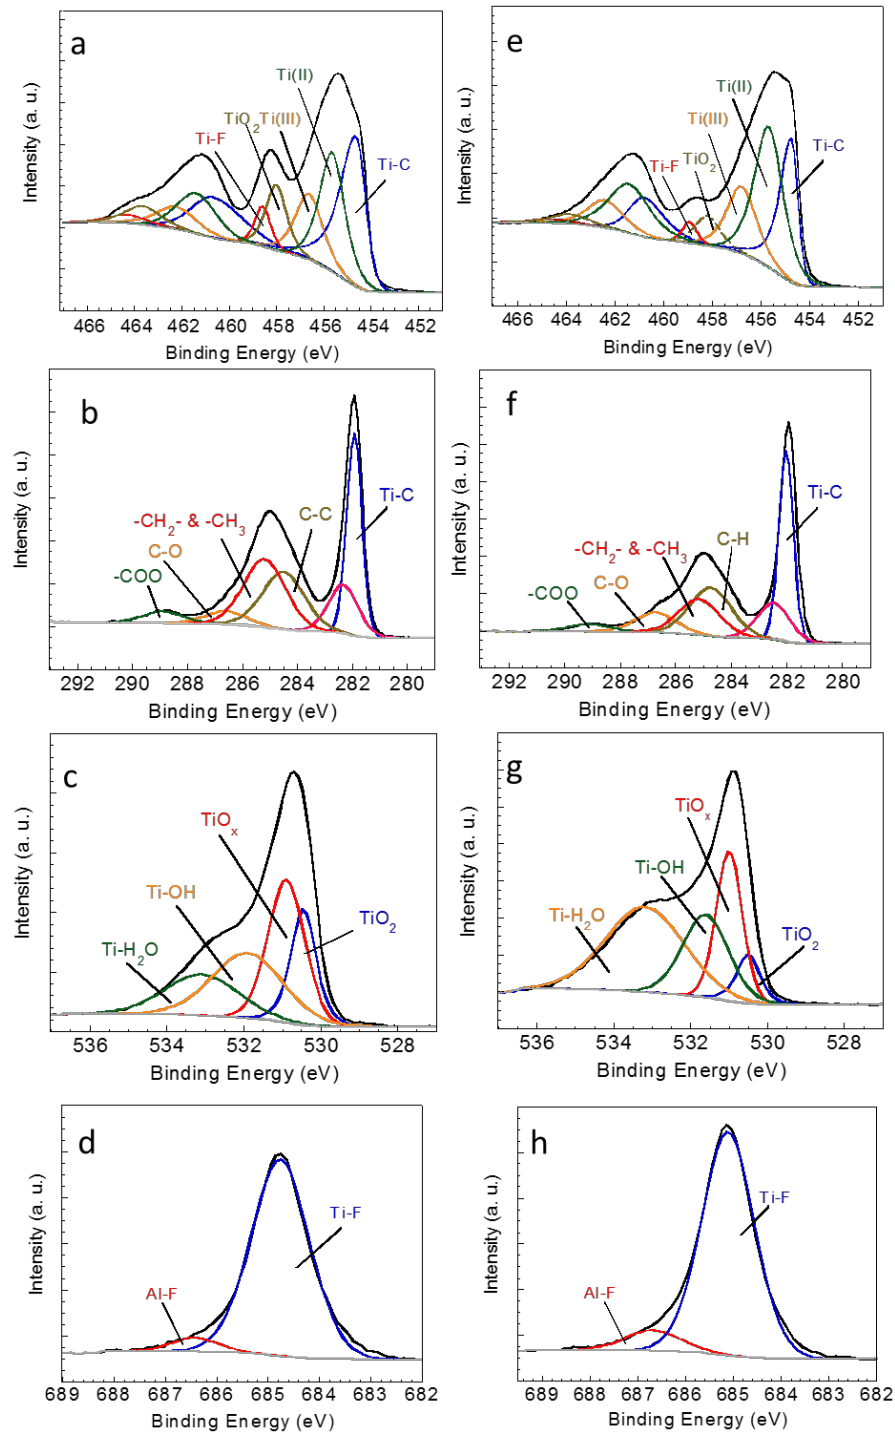 a
Ti(II)
TiO2 Ti(III)
Ti-F
Ti-C
Intensity (a. u.)
466 464 462 460 458 456 454 452
Binding Energy (eV)
e
Ti(II)
Ti(III)
Ti-F
TiO2
Ti-C
Intensity (a. u.)
466 464 462 460 458 456 454 452
Binding Energy (eV)
b
Ti-C
C-C
-CH2- & -CH3
C-O
-COO
Intensity (a. u.)
292 290 288 286 284 282 280
Binding Energy (eV)
f
Ti-C
C-H
-CH2- & -CH3
C-O
-COO
Intensity (a. u.)
292 290 288 286 284 282 280
Binding Energy (eV)
c
TiOx
Ti-OH
TiO2
Ti-H2O
Intensity (a. u.)
536 534 532 530 528
Binding Energy (eV)
g
TiOx
Ti-OH
Ti-H2O
TiO2
Intensity (a. u.)
536 534 532 530 528
Binding Energy (eV)
d
Ti-F
Al-F
Intensity (a. u.)
689 688 687 686 685 684 683 682
Binding Energy (eV)
h
Ti-F
Al-F
Intensity (a. u.)
689 688 687 686 685 684 683 682
Binding Energy (eV)